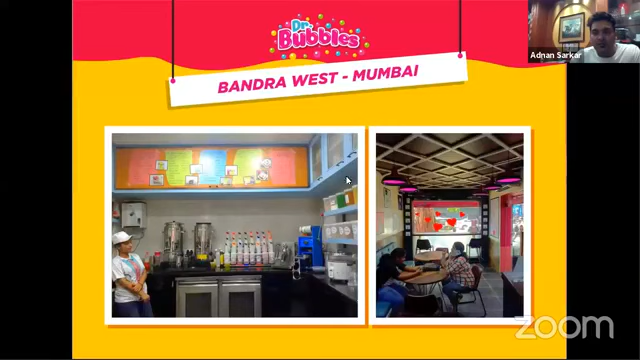 Dr.
Bubbles
BANDRA WEST - MUMBAI
Adnan Sarkar
zoom